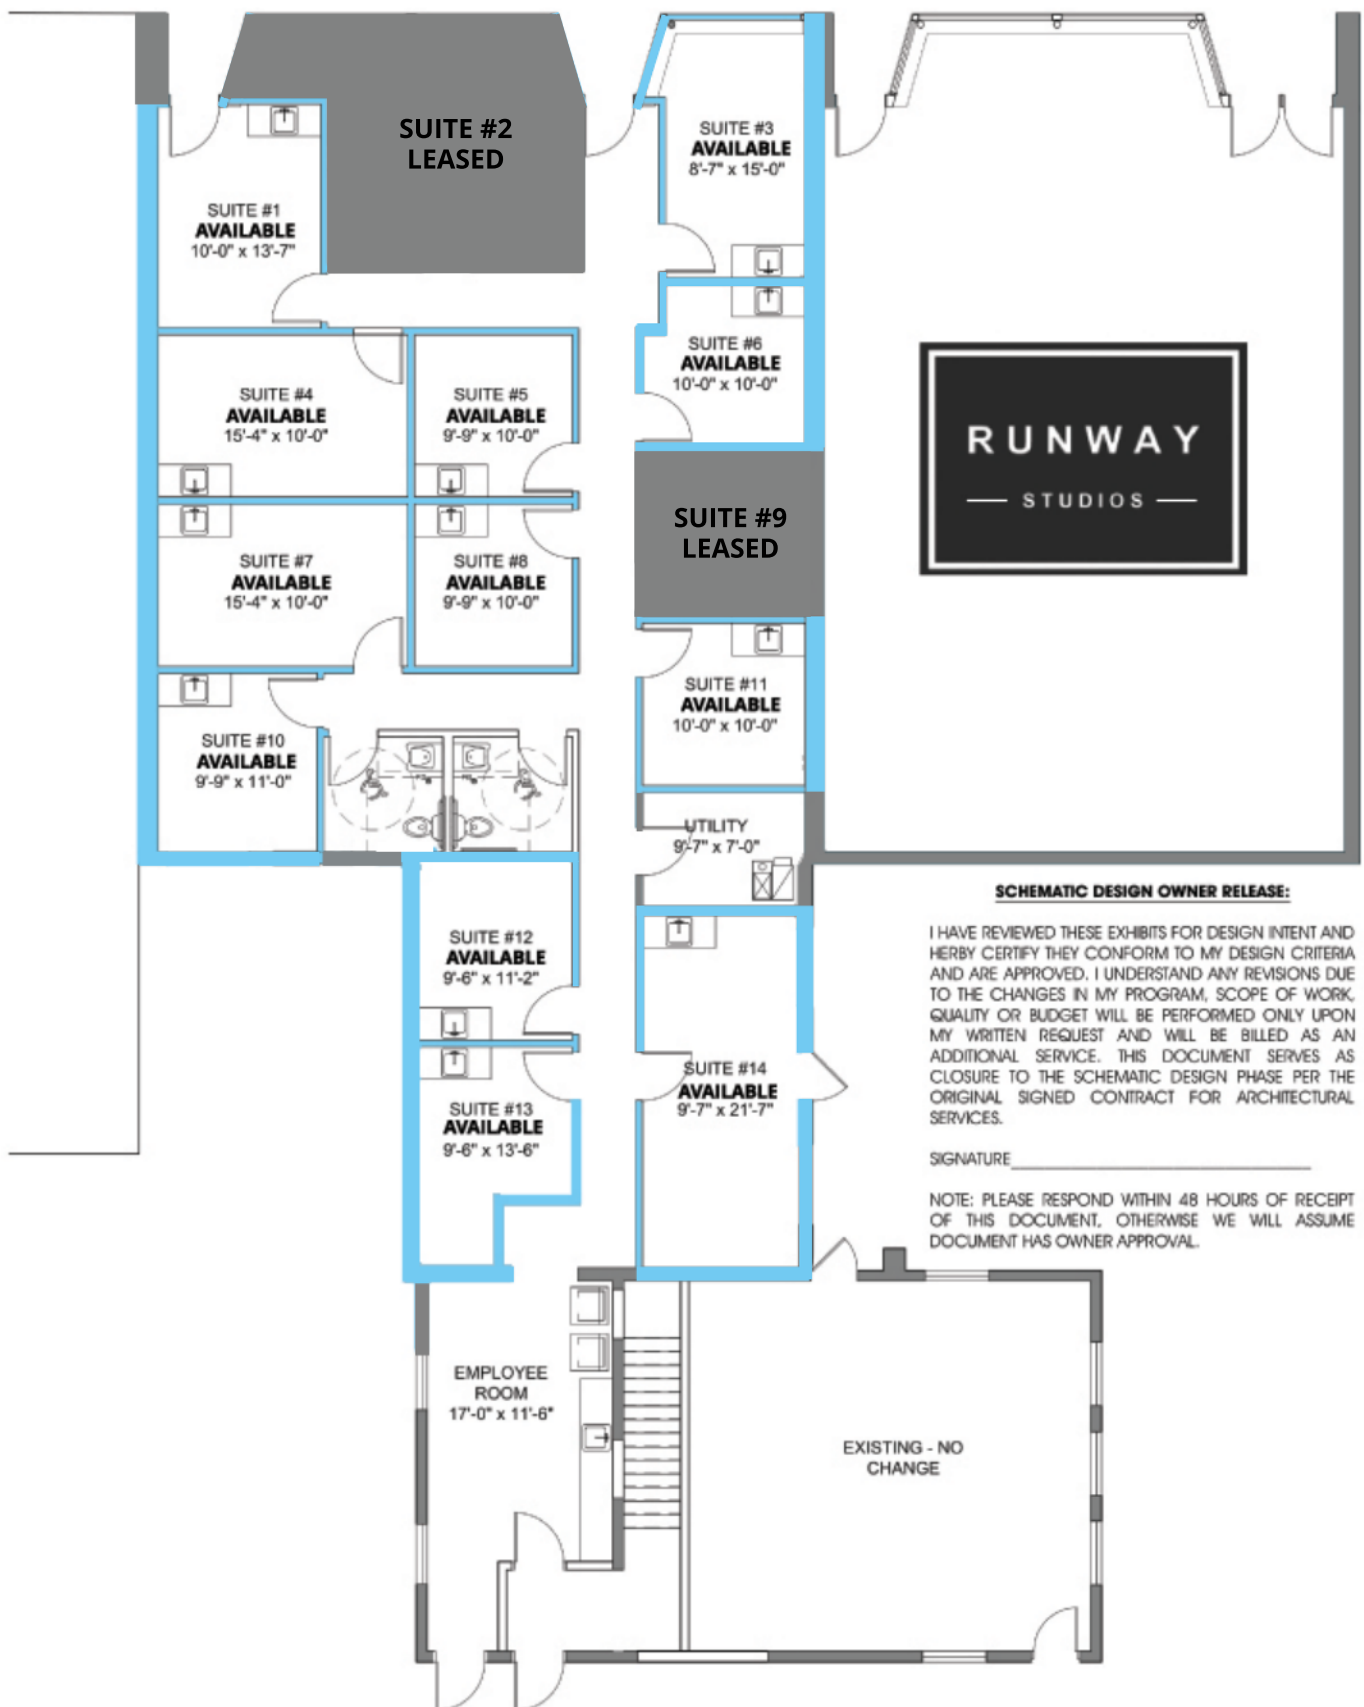 SUITE #2
LEASED
SUITE #3
AVAILABLE
8'-7" x 15'-0"
SUITE #1
AVAILABLE
10'-0" x 13'-7"
SUITE #6
AVAILABLE
10'-0" x 10'-0"
SUITE #4
AVAILABLE
15'-4" x 10'-0"
SUITE #5
AVAILABLE
9'-9" x 10'-0"
RUNWAY
STUDIOS
SUITE #9
LEASED
SUITE #7
AVAILABLE
15'-4" x 10'-0"
SUITE #8
AVAILABLE
9'-9" x 10'-0"
SUITE #11
AVAILABLE
10'-0" x 10'-0"
SUITE #10
AVAILABLE
9'-9" x 11'-0"
UTILITY
9'-7" x 7'-0"
SUITE #12
AVAILABLE
9'-6" x 11'-2"
SUITE #14
AVAILABLE
9'-7" x 21'-7"
SUITE #13
AVAILABLE
9'-6" x 13'-6"
SCHEMATIC DESIGN OWNER RELEASE:
I HAVE REVIEWED THESE EXHIBITS FOR DESIGN INTENT AND
HERBY CERTIFY THEY CONFORM TO MY DESIGN CRITERIA
AND ARE APPROVED. I UNDERSTAND ANY REVISIONS DUE
TO THE CHANGES IN MY PROGRAM, SCOPE OF WORK,
QUALITY OR BUDGET WILL BE PERFORMED ONLY UPON
MY WRITTEN REQUEST AND WILL BE BILLED AS AN
ADDITIONAL SERVICE. THIS DOCUMENT SERVES AS
CLOSURE TO THE SCHEMATIC DESIGN PHASE PER THE
ORIGINAL SIGNED CONTRACT FOR ARCHITECTURAL
SERVICES.
SIGNATURE
NOTE: PLEASE RESPOND WITHIN 48 HOURS OF RECEIPT
OF THIS DOCUMENT, OTHERWISE WE WILL ASSUME
DOCUMENT HAS OWNER APPROVAL.
EMPLOYEE
ROOM
17'-0" x 11'-6"
EXISTING - NO
CHANGE